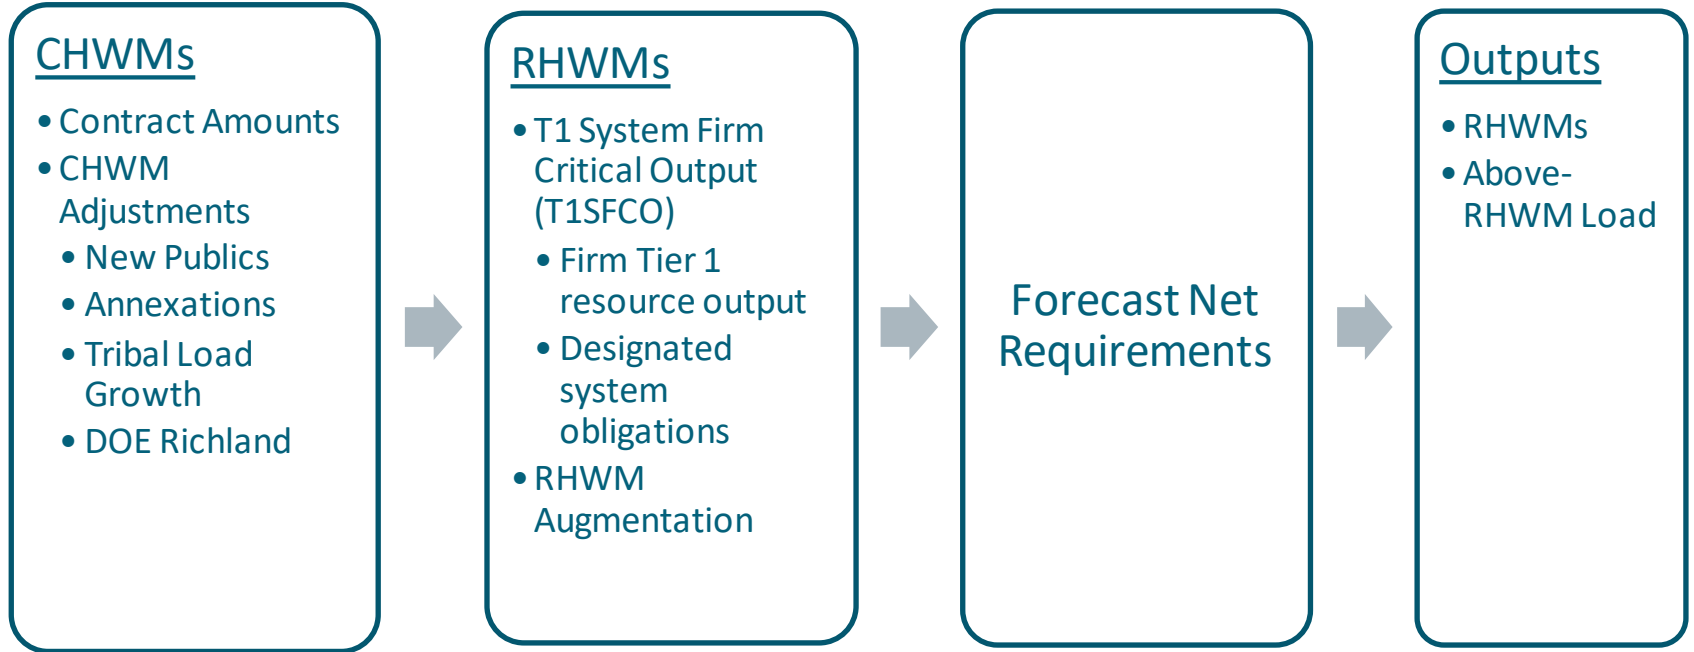 CHWMs
• Contract Amounts
• CHWM
Adjustments
• New Publics
• Annexations
• Tribal Load
Growth
• DOE Richland
RHWMs
• T1 System Firm
Critical Output
(T1SFCO)
• Firm Tier 1
resource output
• Designated
system
obligations
• RHWM
Augmentation
Forecast Net
Requirements
Outputs
• RHWMs
• Above-
RHWM Load